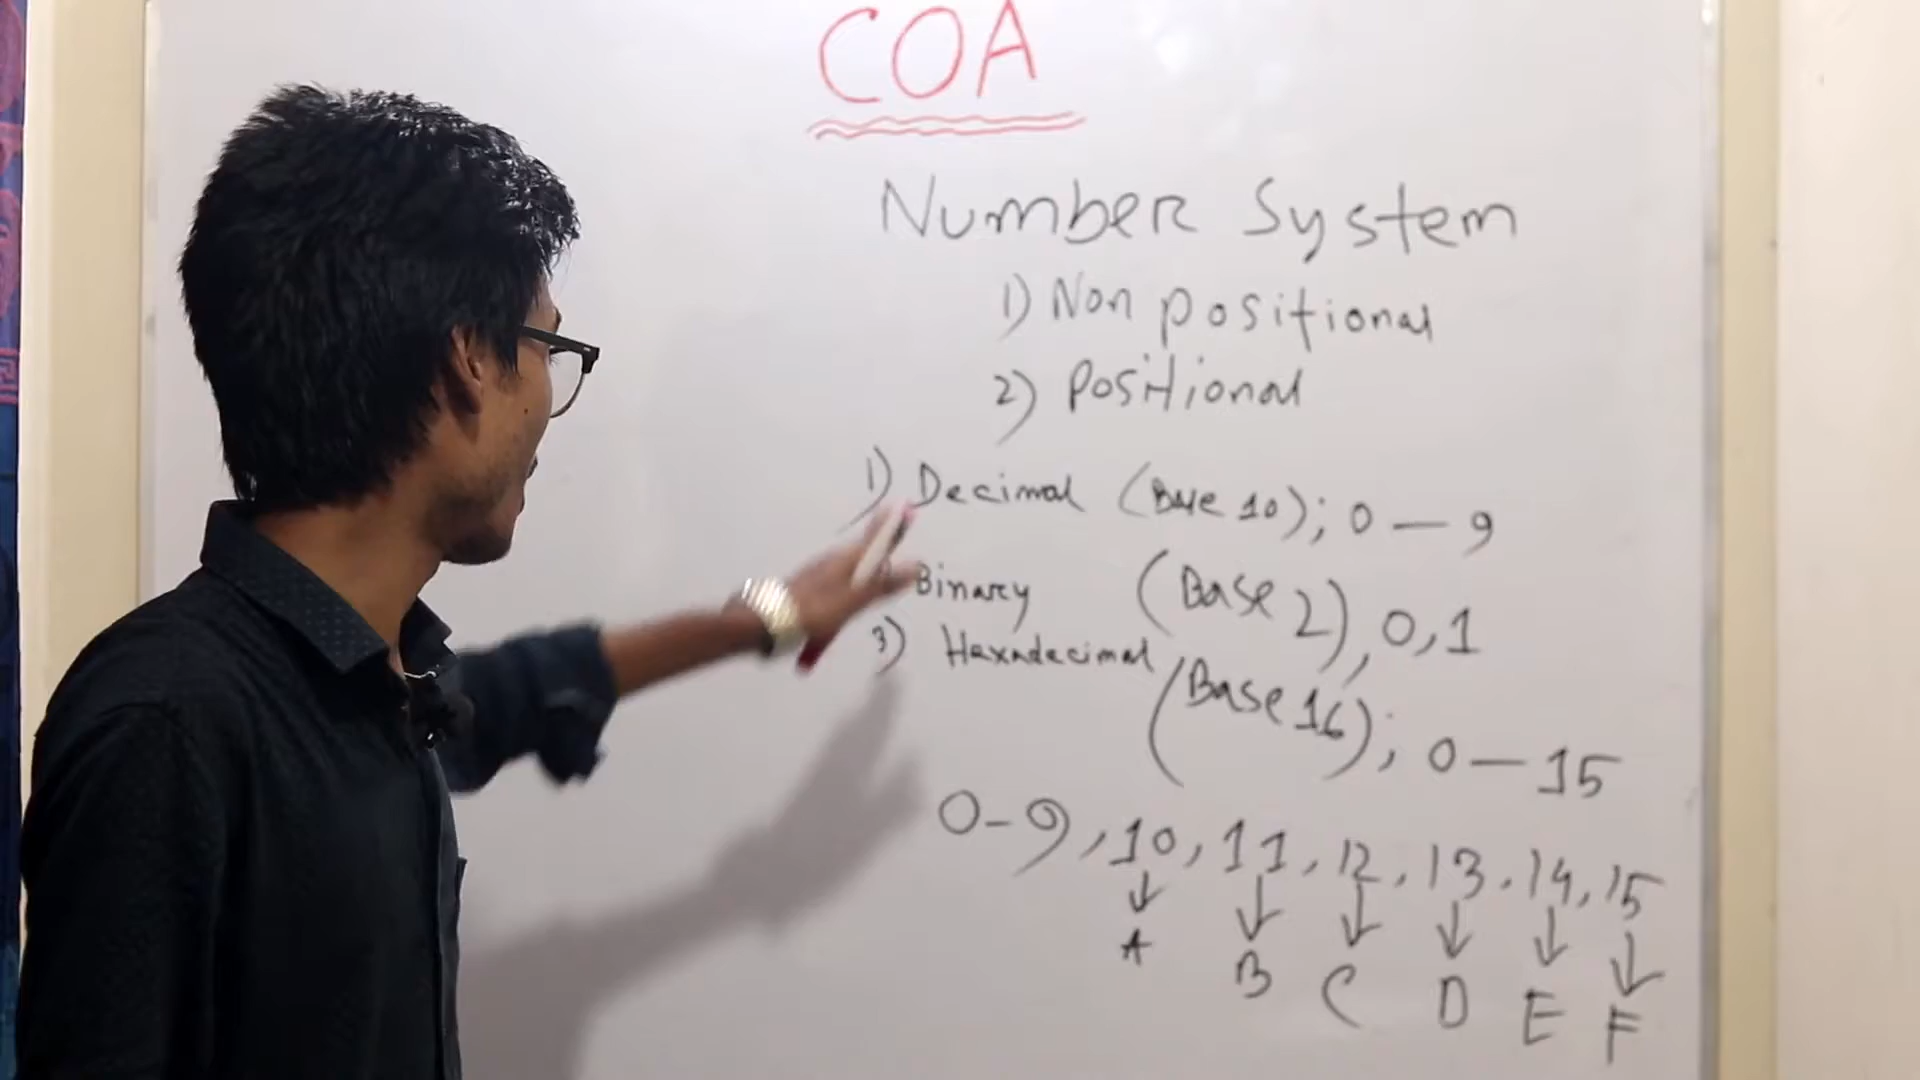 COA
Number System
1) Non positional
2) Positional
1) Decimal (Base 10); 0 — 9
Binary (Base 2), 0,1
3) Hexadecimal (Base 16); 0 — 15
0-9, 10, 11, 12, 13, 14, 15
A B C D E F